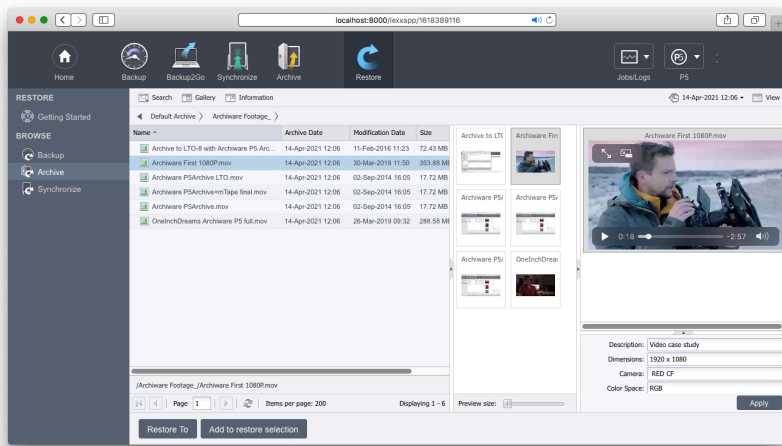 localhost:8000/lexxapp/1618389116
Home
Backup
Backup2Go
Synchronize
Archive
Restore
Jobs/Logs
P5
P5
RESTORE
Getting Started
BROWSE
Backup
Archive
Synchronize
Search
Gallery
Information
14-Apr-2021 12:06
View
Default Archive
Archiware Footage_
Name Archive Date Modification Date Size
Archive to LTO-8 with Archiware P5 Arc... 14-Apr-2021 12:06 11-Feb-2016 11:23 72.43 MB
Archiware First 1080P.mov 14-Apr-2021 12:06 30-Mar-2018 11:50 353.88 MB
Archiware P5Archive LTO.mov 14-Apr-2021 12:06 02-Sep-2014 16:05 17.72 MB
Archiware P5Archive+mTape final.mov 14-Apr-2021 12:06 02-Sep-2014 16:05 17.72 MB
Archiware P5Archive.mov 14-Apr-2021 12:06 02-Sep-2014 16:05 17.72 MB
OneInchDreams Archiware P5 full.mov 14-Apr-2021 12:06 26-Mar-2019 09:32 288.58 MB
Archive to LTO
Archiware Firs
Archiware P5A
Archiware P5A
Archiware P5A
OneInchDrea
Archiware First 1080P.mov
0:18
-2:57
Description: Video case study
Dimensions: 1920 x 1080
Camera: RED CF
Color Space: RGB
Apply
/Archiware Footage_/Archiware First 1080P.mov
Page 1
Items per page: 200
Displaying 1 - 6
Preview size:
Restore To
Add to restore selection